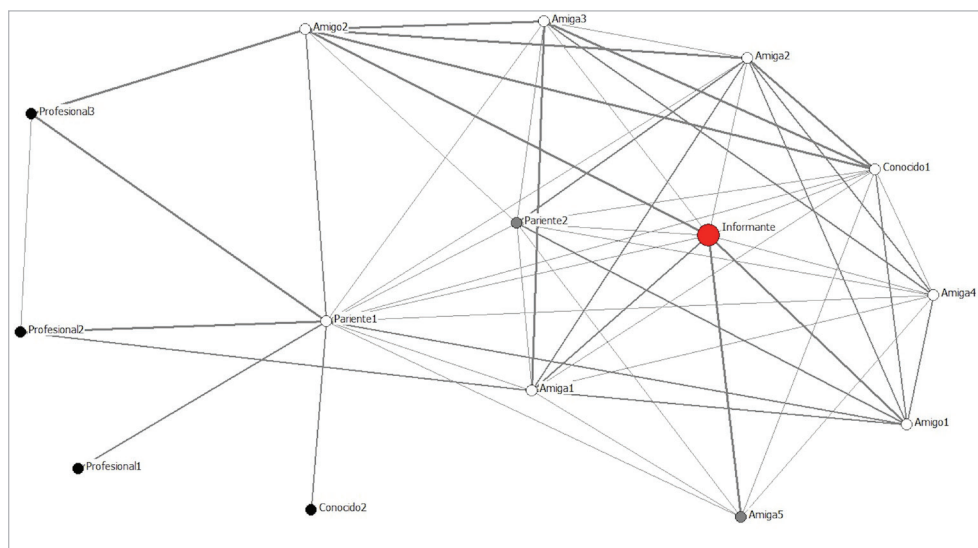 Amiga3
Amigo2
Amiga2
Profesional3
Conocido1
Pariente2
Informante
Amiga4
Pariente1
Profesional2
Amiga1
Amigo1
Profesional1
Conocido2
Amiga5